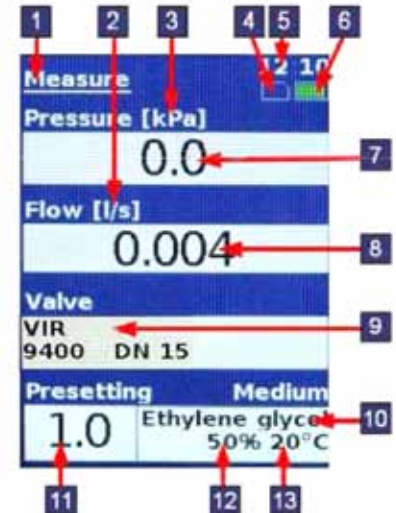 1 2 3 4 5 6
Measure 12 10
Pressure [kPa]
0.0 7
Flow [l/s]
0.004 8
Valve
VIR 9
9400 DN 15
Presetting Medium
1.0 Ethylene glycol 10
50% 20°C
11 12 13